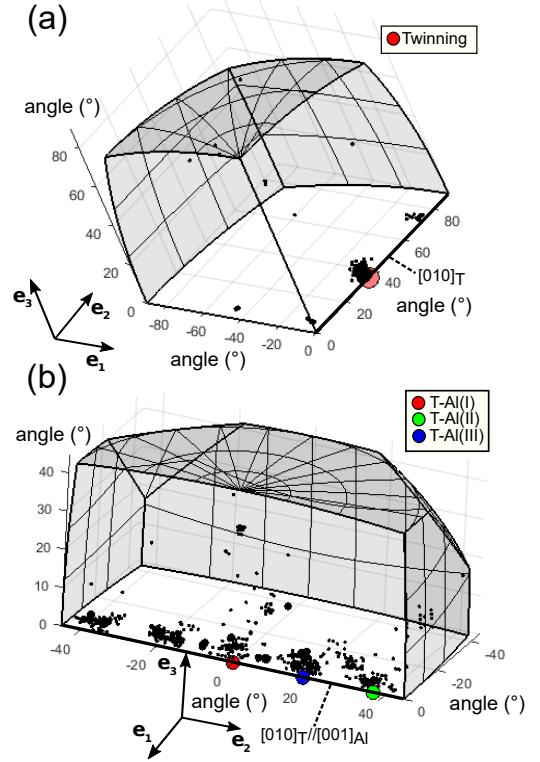 (a)
Twinning
angle (°)
80
60
40
20
0
-80
-60
-40
-20
0
angle (°)
0
20
40
60
80
angle (°)
[010]T
e3
e2
e1
(b)
T-Al(I)
T-Al(II)
T-Al(III)
angle (°)
40
30
20
10
0
-40
-20
0
20
40
angle (°)
0
-20
-40
angle (°)
e3
e1
e2
[010]T//[001]Al